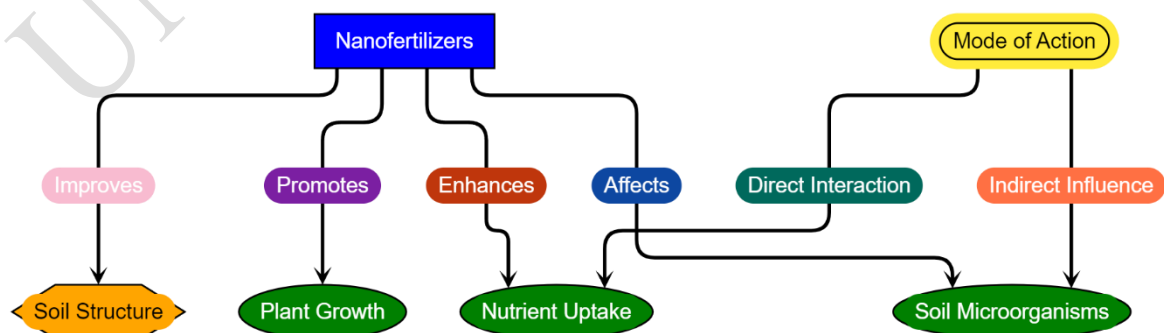 Nanofertilizers
Mode of Action
Improves
Promotes
Enhances
Affects
Direct Interaction
Indirect Influence
Soil Structure
Plant Growth
Nutrient Uptake
Soil Microorganisms